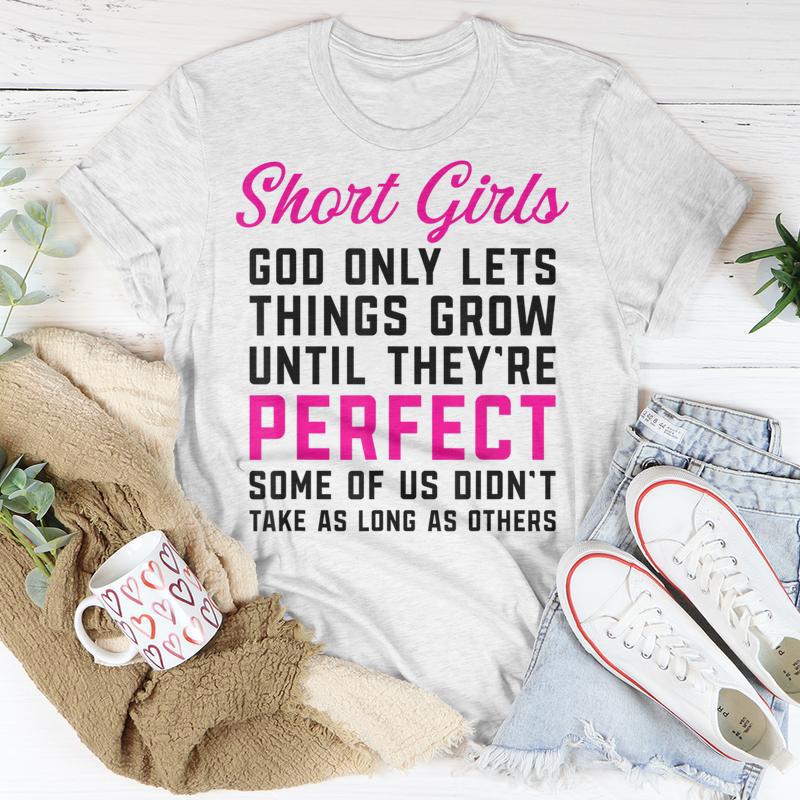 Short Girls
GOD ONLY LETS
THINGS GROW
UNTIL THEY'RE
PERFECT
SOME OF US DIDN'T
TAKE AS LONG AS OTHERS